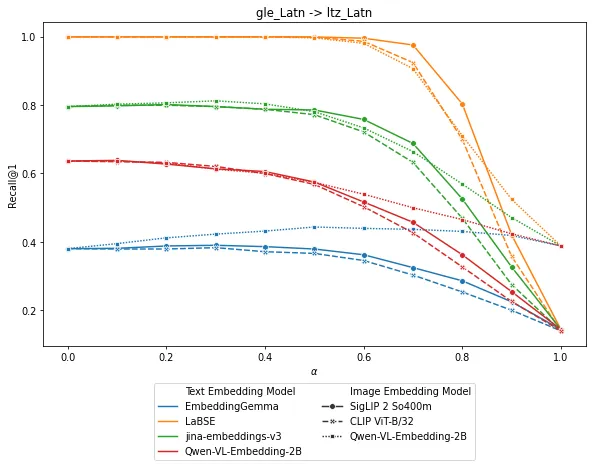 gle_Latn -> ltz_Latn
Recall@1
1.0
0.8
0.6
0.4
0.2
0.0 0.2 0.4 0.6 0.8 1.0
α
Text Embedding Model Image Embedding Model
EmbeddingGemma SigLIP 2 So400m
LaBSE CLIP ViT-B/32
jina-embeddings-v3 Qwen-VL-Embedding-2B
Qwen-VL-Embedding-2B